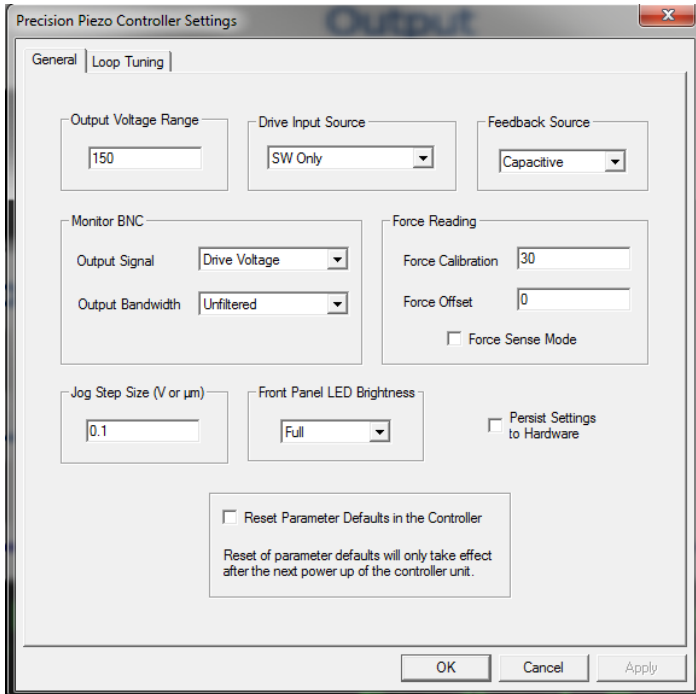 Precision Piezo Controller Settings
Output
General
Loop Tuning
Output Voltage Range
150
Drive Input Source
SW Only
Feedback Source
Capacitive
Monitor BNC
Output Signal
Drive Voltage
Output Bandwidth
Unfiltered
Force Reading
Force Calibration
30
Force Offset
0
Force Sense Mode
Jog Step Size (V or µm)
0.1
Front Panel LED Brightness
Full
Persist Settings
to Hardware
Reset Parameter Defaults in the Controller
Reset of parameter defaults will only take effect
after the next power up of the controller unit.
OK
Cancel
Apply